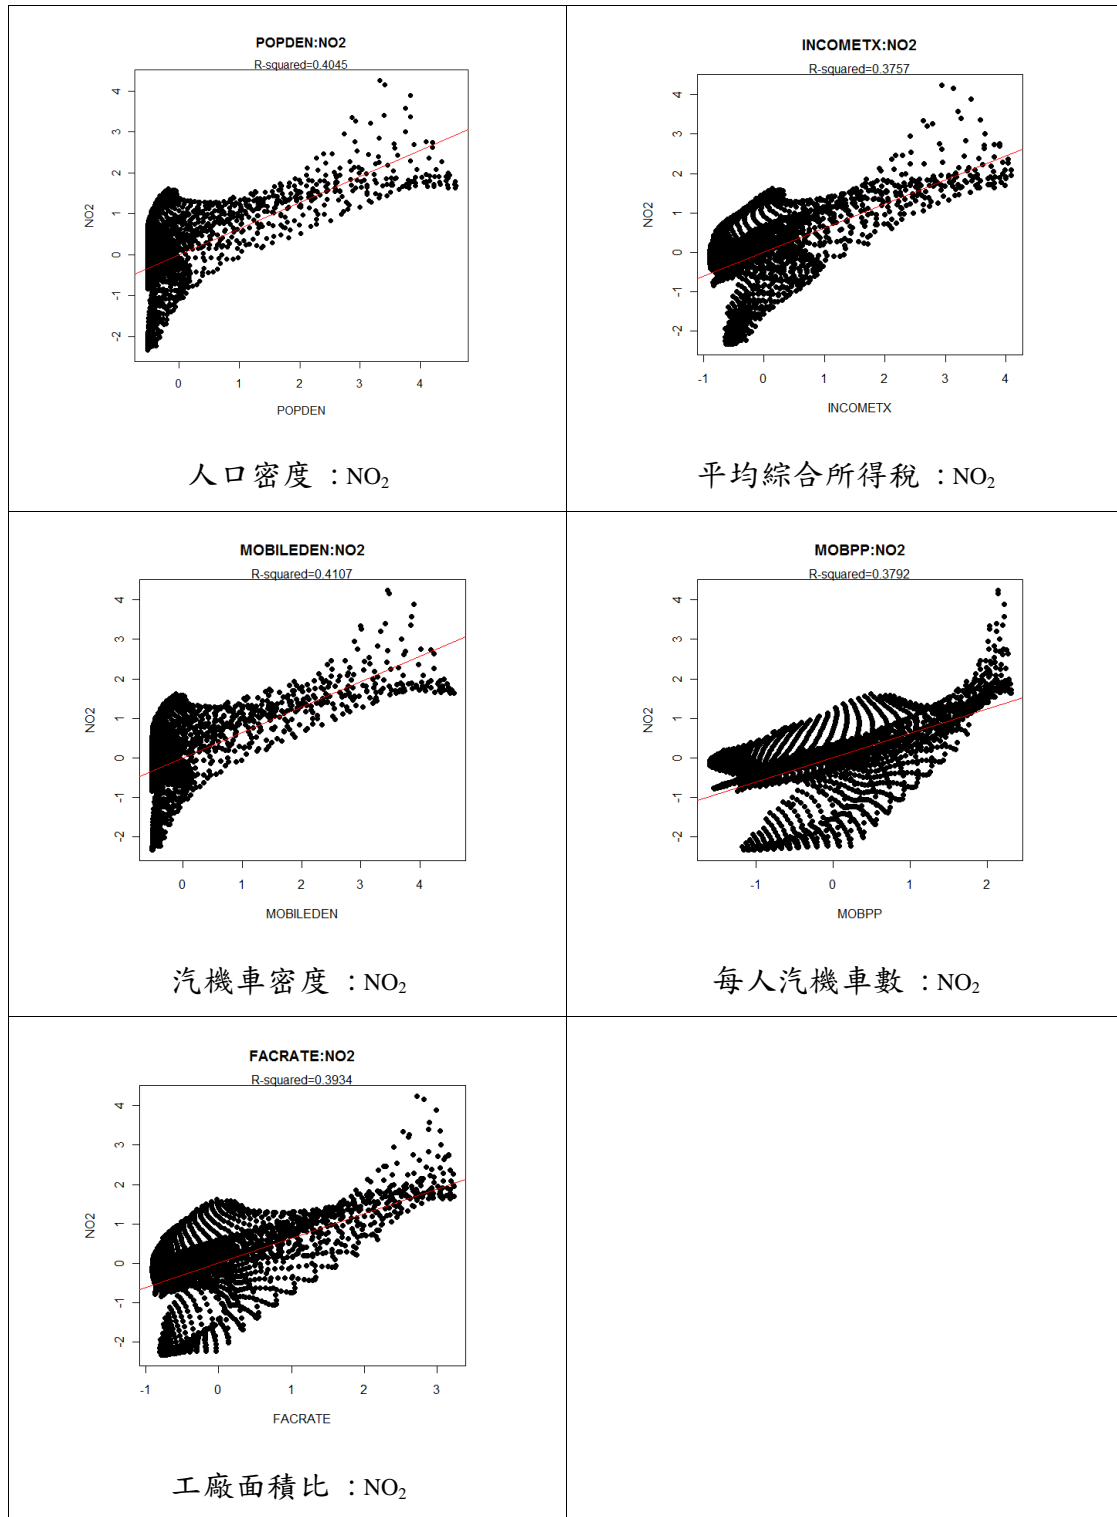 POPDEN:NO2
R-squared=0.4045
4
3
2
1
0
-1
-2
NO2
0 1 2 3 4
POPDEN
人口密度 : NO₂
INCOMETX:NO2
R-squared=0.3757
4
3
2
1
0
-1
-2
NO2
-1 0 1 2 3 4
INCOMETX
平均綜合所得稅 : NO₂
MOBILEDEN:NO2
R-squared=0.4107
4
3
2
1
0
-1
-2
NO2
0 1 2 3 4
MOBILEDEN
汽機車密度 : NO₂
MOBPP:NO2
R-squared=0.3792
4
3
2
1
0
-1
-2
NO2
-1 0 1 2
MOBPP
每人汽機車數 : NO₂
FACRATE:NO2
R-squared=0.3934
4
3
2
1
0
-1
-2
NO2
-1 0 1 2 3
FACRATE
工廠面積比 : NO₂